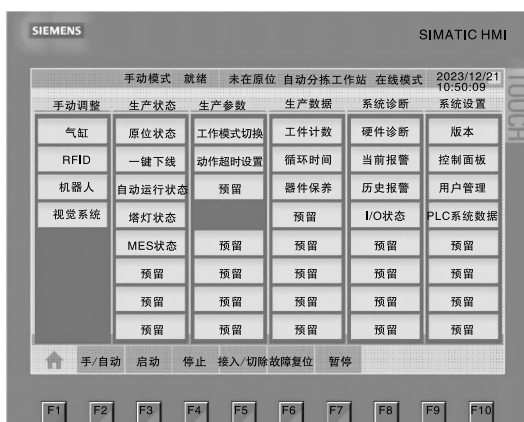 SIEMENS
SIMATIC HMI
TOUCH
手动模式 就绪 未在原位 自动分拣工作站 在线模式 2023/12/21
10:50:09
手动调整 生产状态 生产参数 生产数据 系统诊断 系统设置
气缸 原位状态 工作模式切换 工件计数 硬件诊断 版本
RFID 一键下线 动作超时设置 循环时间 当前报警 控制面板
机器人 自动运行状态 预留 器件保养 历史报警 用户管理
视觉系统 塔灯状态 预留 I/O状态 PLC系统数据
MES状态 预留 预留 预留 预留
预留 预留 预留 预留 预留
预留 预留 预留 预留 预留
预留 预留 预留 预留 预留
手/自动 启动 停止 接入/切除 故障复位 暂停
F1 F2 F3 F4 F5 F6 F7 F8 F9 F10